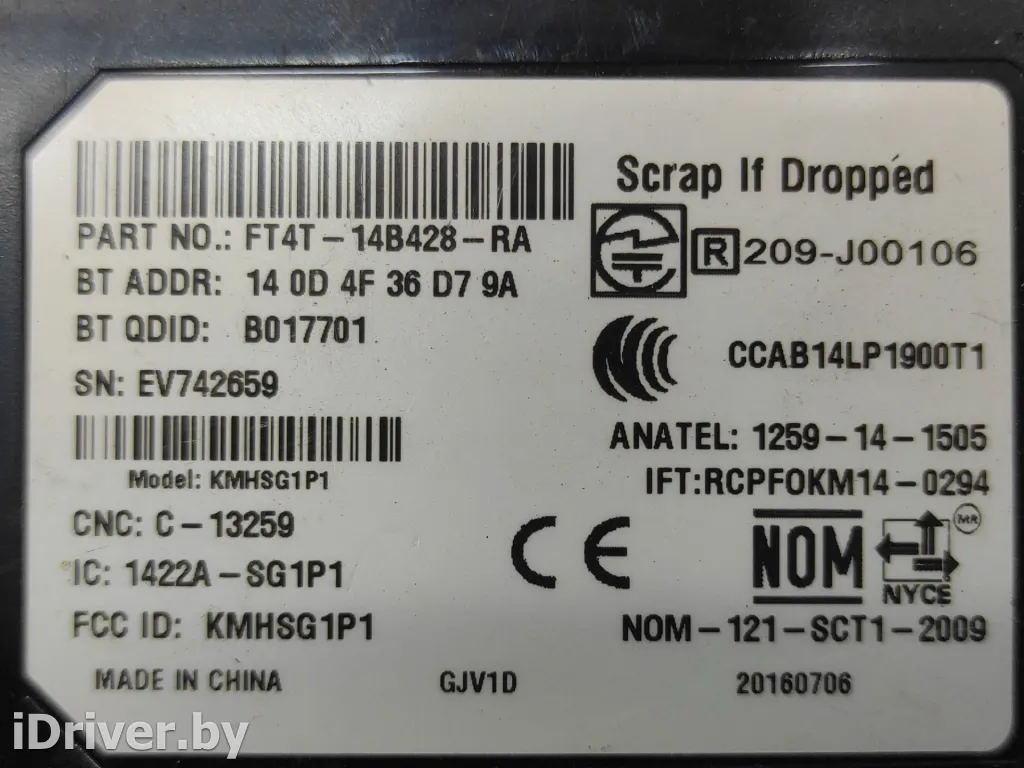 Scrap If Dropped
PART NO.: FT4T-14B428-RA
R 209-J00106
BT ADDR: 14 0D 4F 36 D7 9A
BT QDID: B017701
CCAB14LP1900T1
SN: EV742659
ANATEL: 1259-14-1505
Model: KMHSG1P1
IFT:RCPFOKM14-0294
CNC: C-13259
CE
NOM
MR
NYCE
IC: 1422A-SG1P1
FCC ID: KMHSG1P1
NOM-121-SCT1-2009
MADE IN CHINA
GJV1D
20160706
iDriver.by